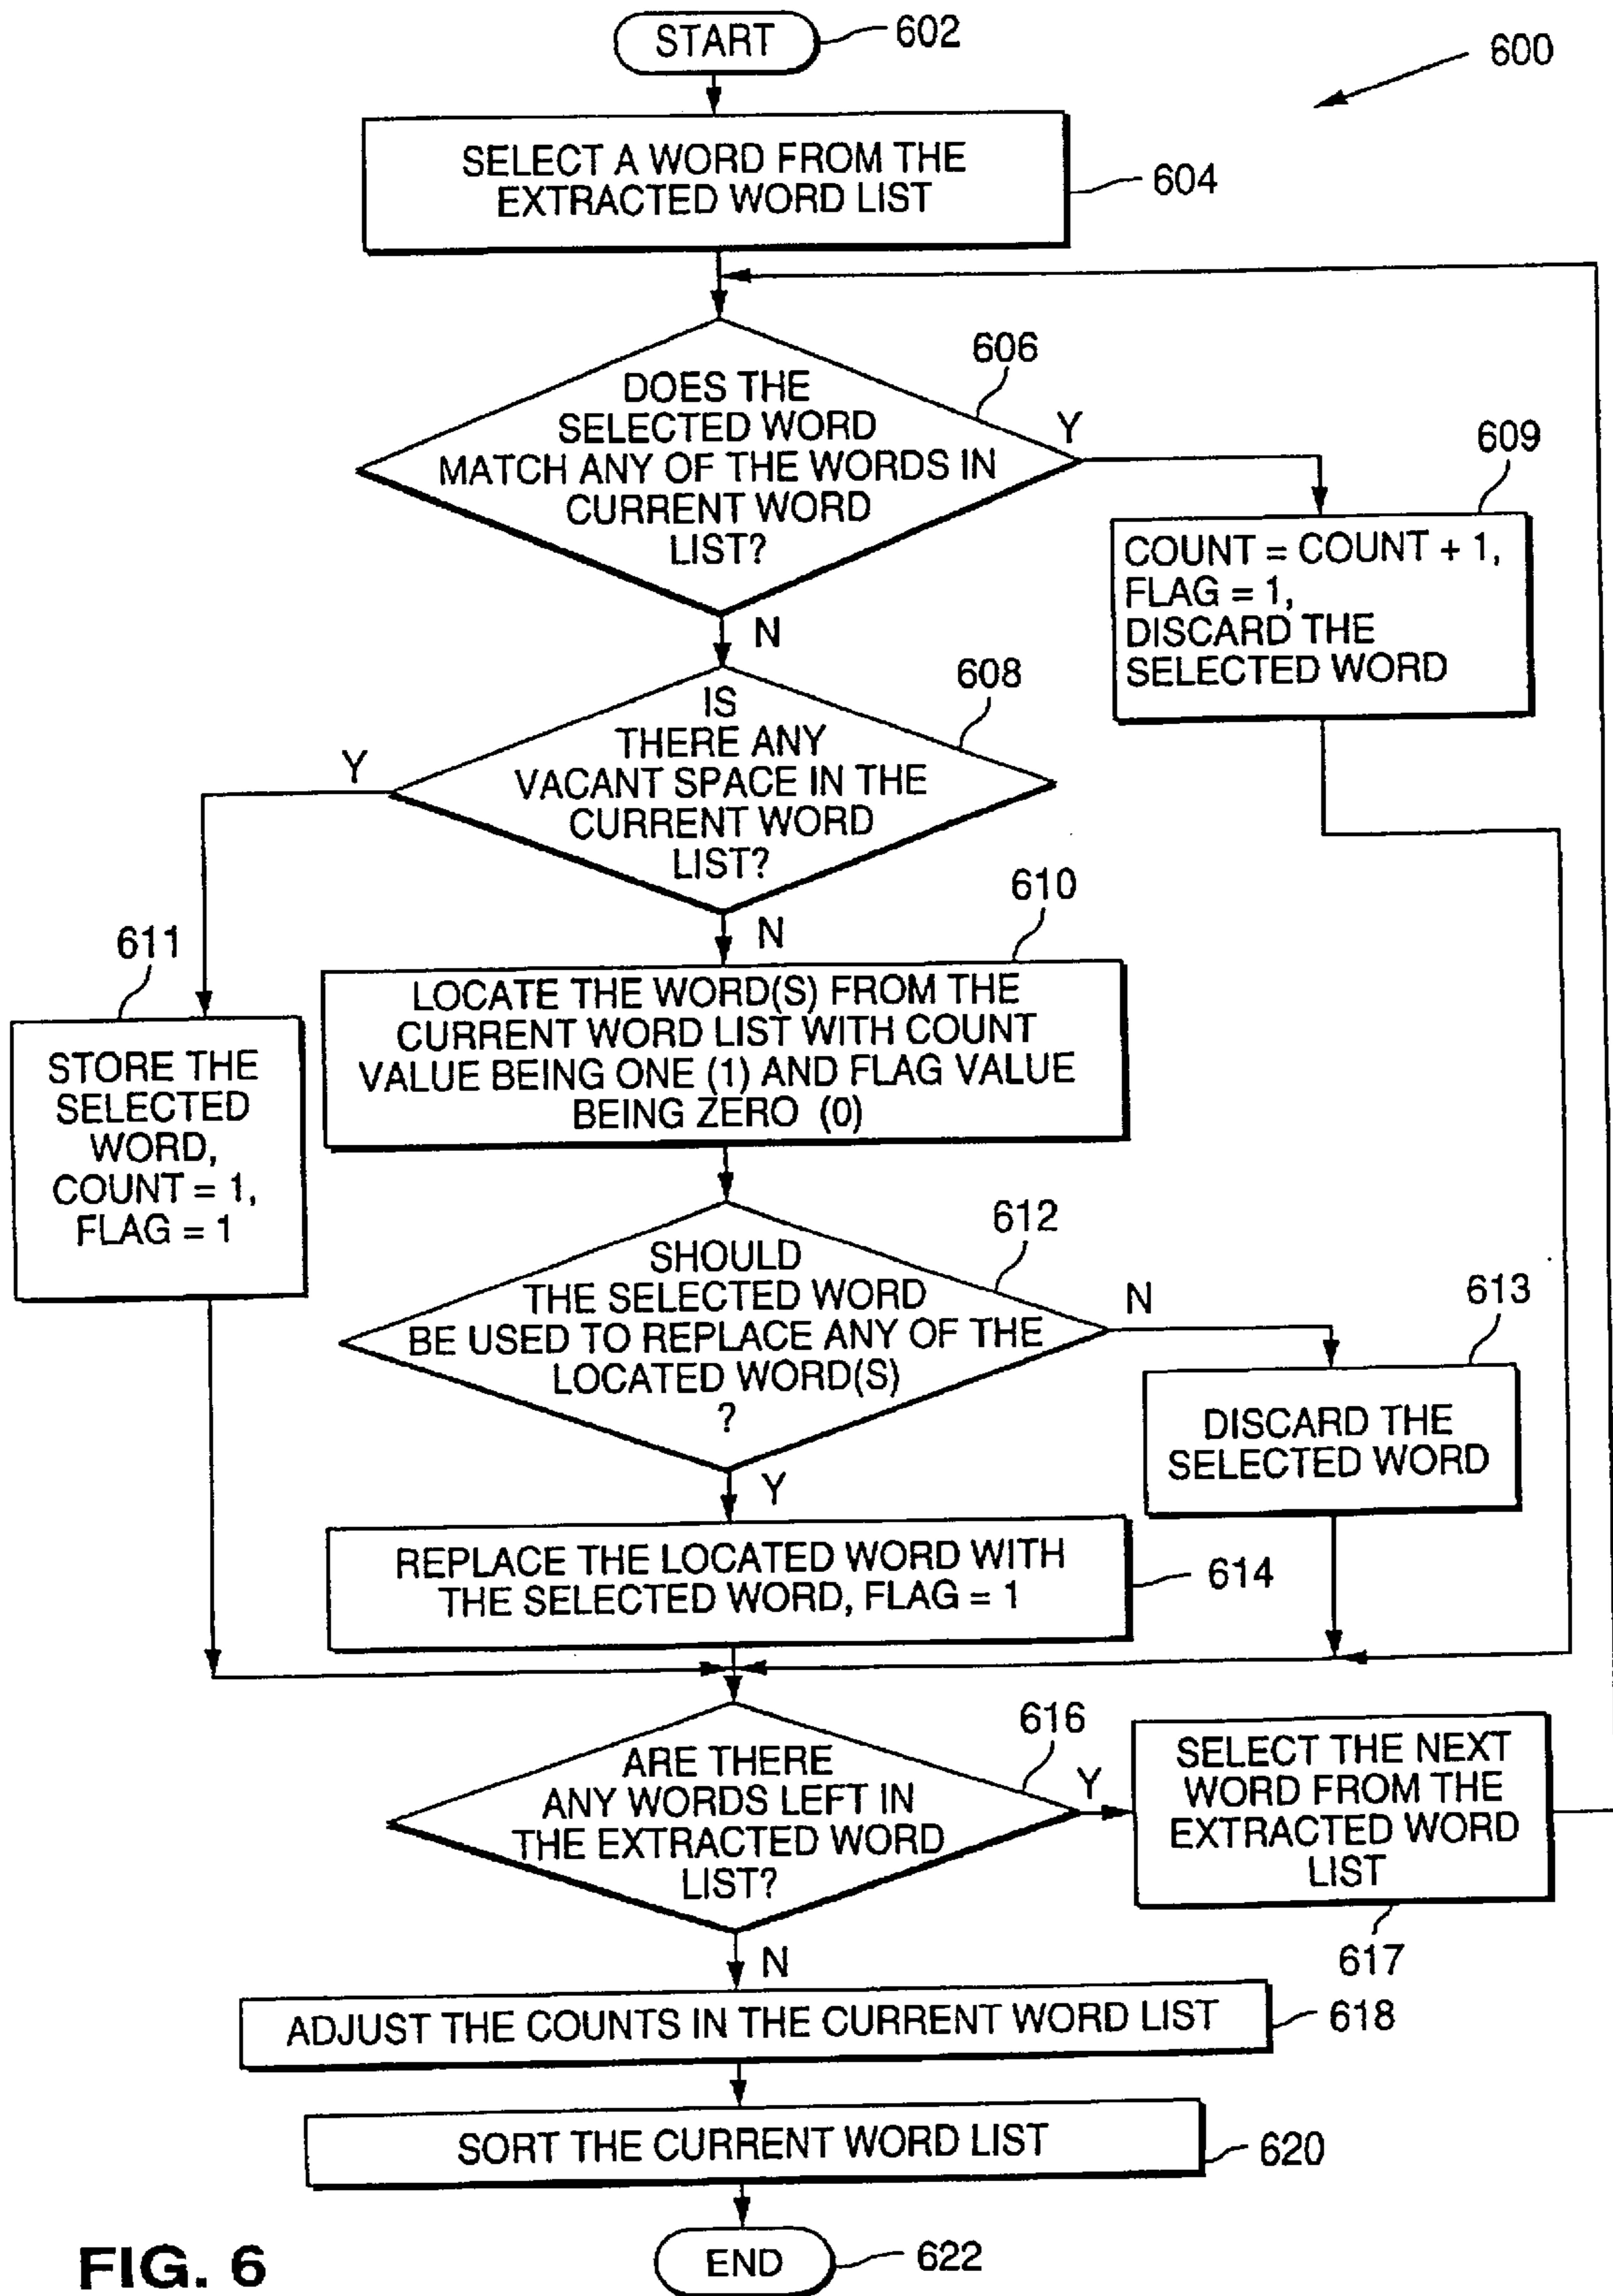 START
602
600
SELECT A WORD FROM THE
EXTRACTED WORD LIST
604
606
DOES THE
SELECTED WORD
MATCH ANY OF THE WORDS IN
CURRENT WORD
LIST?
Y
609
COUNT = COUNT + 1,
FLAG = 1,
DISCARD THE
SELECTED WORD
N
608
IS
THERE ANY
VACANT SPACE IN THE
CURRENT WORD
LIST?
Y
N
610
611
STORE THE
SELECTED
WORD,
COUNT = 1,
FLAG = 1
LOCATE THE WORD(S) FROM THE
CURRENT WORD LIST WITH COUNT
VALUE BEING ONE (1) AND FLAG VALUE
BEING ZERO (0)
612
SHOULD
THE SELECTED WORD
BE USED TO REPLACE ANY OF THE
LOCATED WORD(S)
?
N
613
DISCARD THE
SELECTED WORD
Y
REPLACE THE LOCATED WORD WITH
THE SELECTED WORD, FLAG = 1
614
616
ARE THERE
ANY WORDS LEFT IN
THE EXTRACTED WORD
LIST?
Y
SELECT THE NEXT
WORD FROM THE
EXTRACTED WORD
LIST
617
N
ADJUST THE COUNTS IN THE CURRENT WORD LIST
618
SORT THE CURRENT WORD LIST
620
END
622
FIG. 6